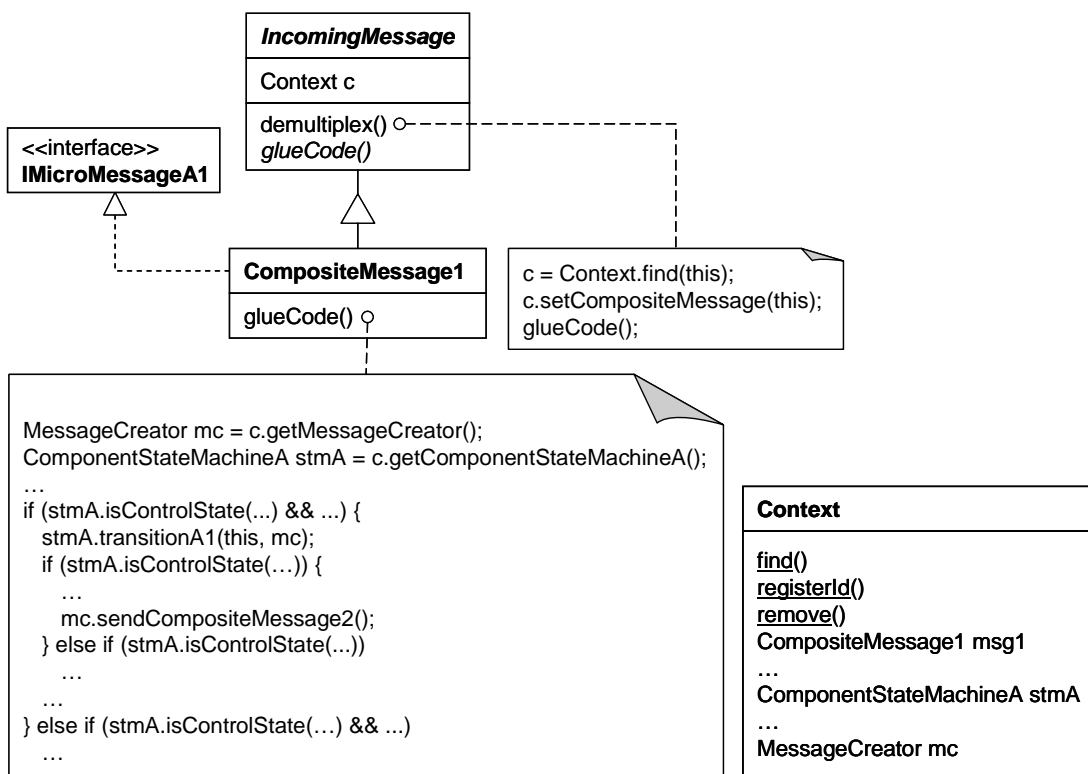 IncomingMessage
Context c
demultiplex()
glueCode()
<<interface>>
IMicroMessageA1
CompositeMessage1
glueCode()
c = Context.find(this);
c.setCompositeMessage(this);
glueCode();
MessageCreator mc = c.getMessageCreator();
ComponentStateMachineA stmA = c.getComponentStateMachineA();
…
if (stmA.isControlState(...) && ...) {
stmA.transitionA1(this, mc);
if (stmA.isControlState(…)) {
…
mc.sendCompositeMessage2();
} else if (stmA.isControlState(...))
…
…
} else if (stmA.isControlState(…) && ...)
…
Context
find()
registerId()
remove()
CompositeMessage1 msg1
…
ComponentStateMachineA stmA
…
MessageCreator mc